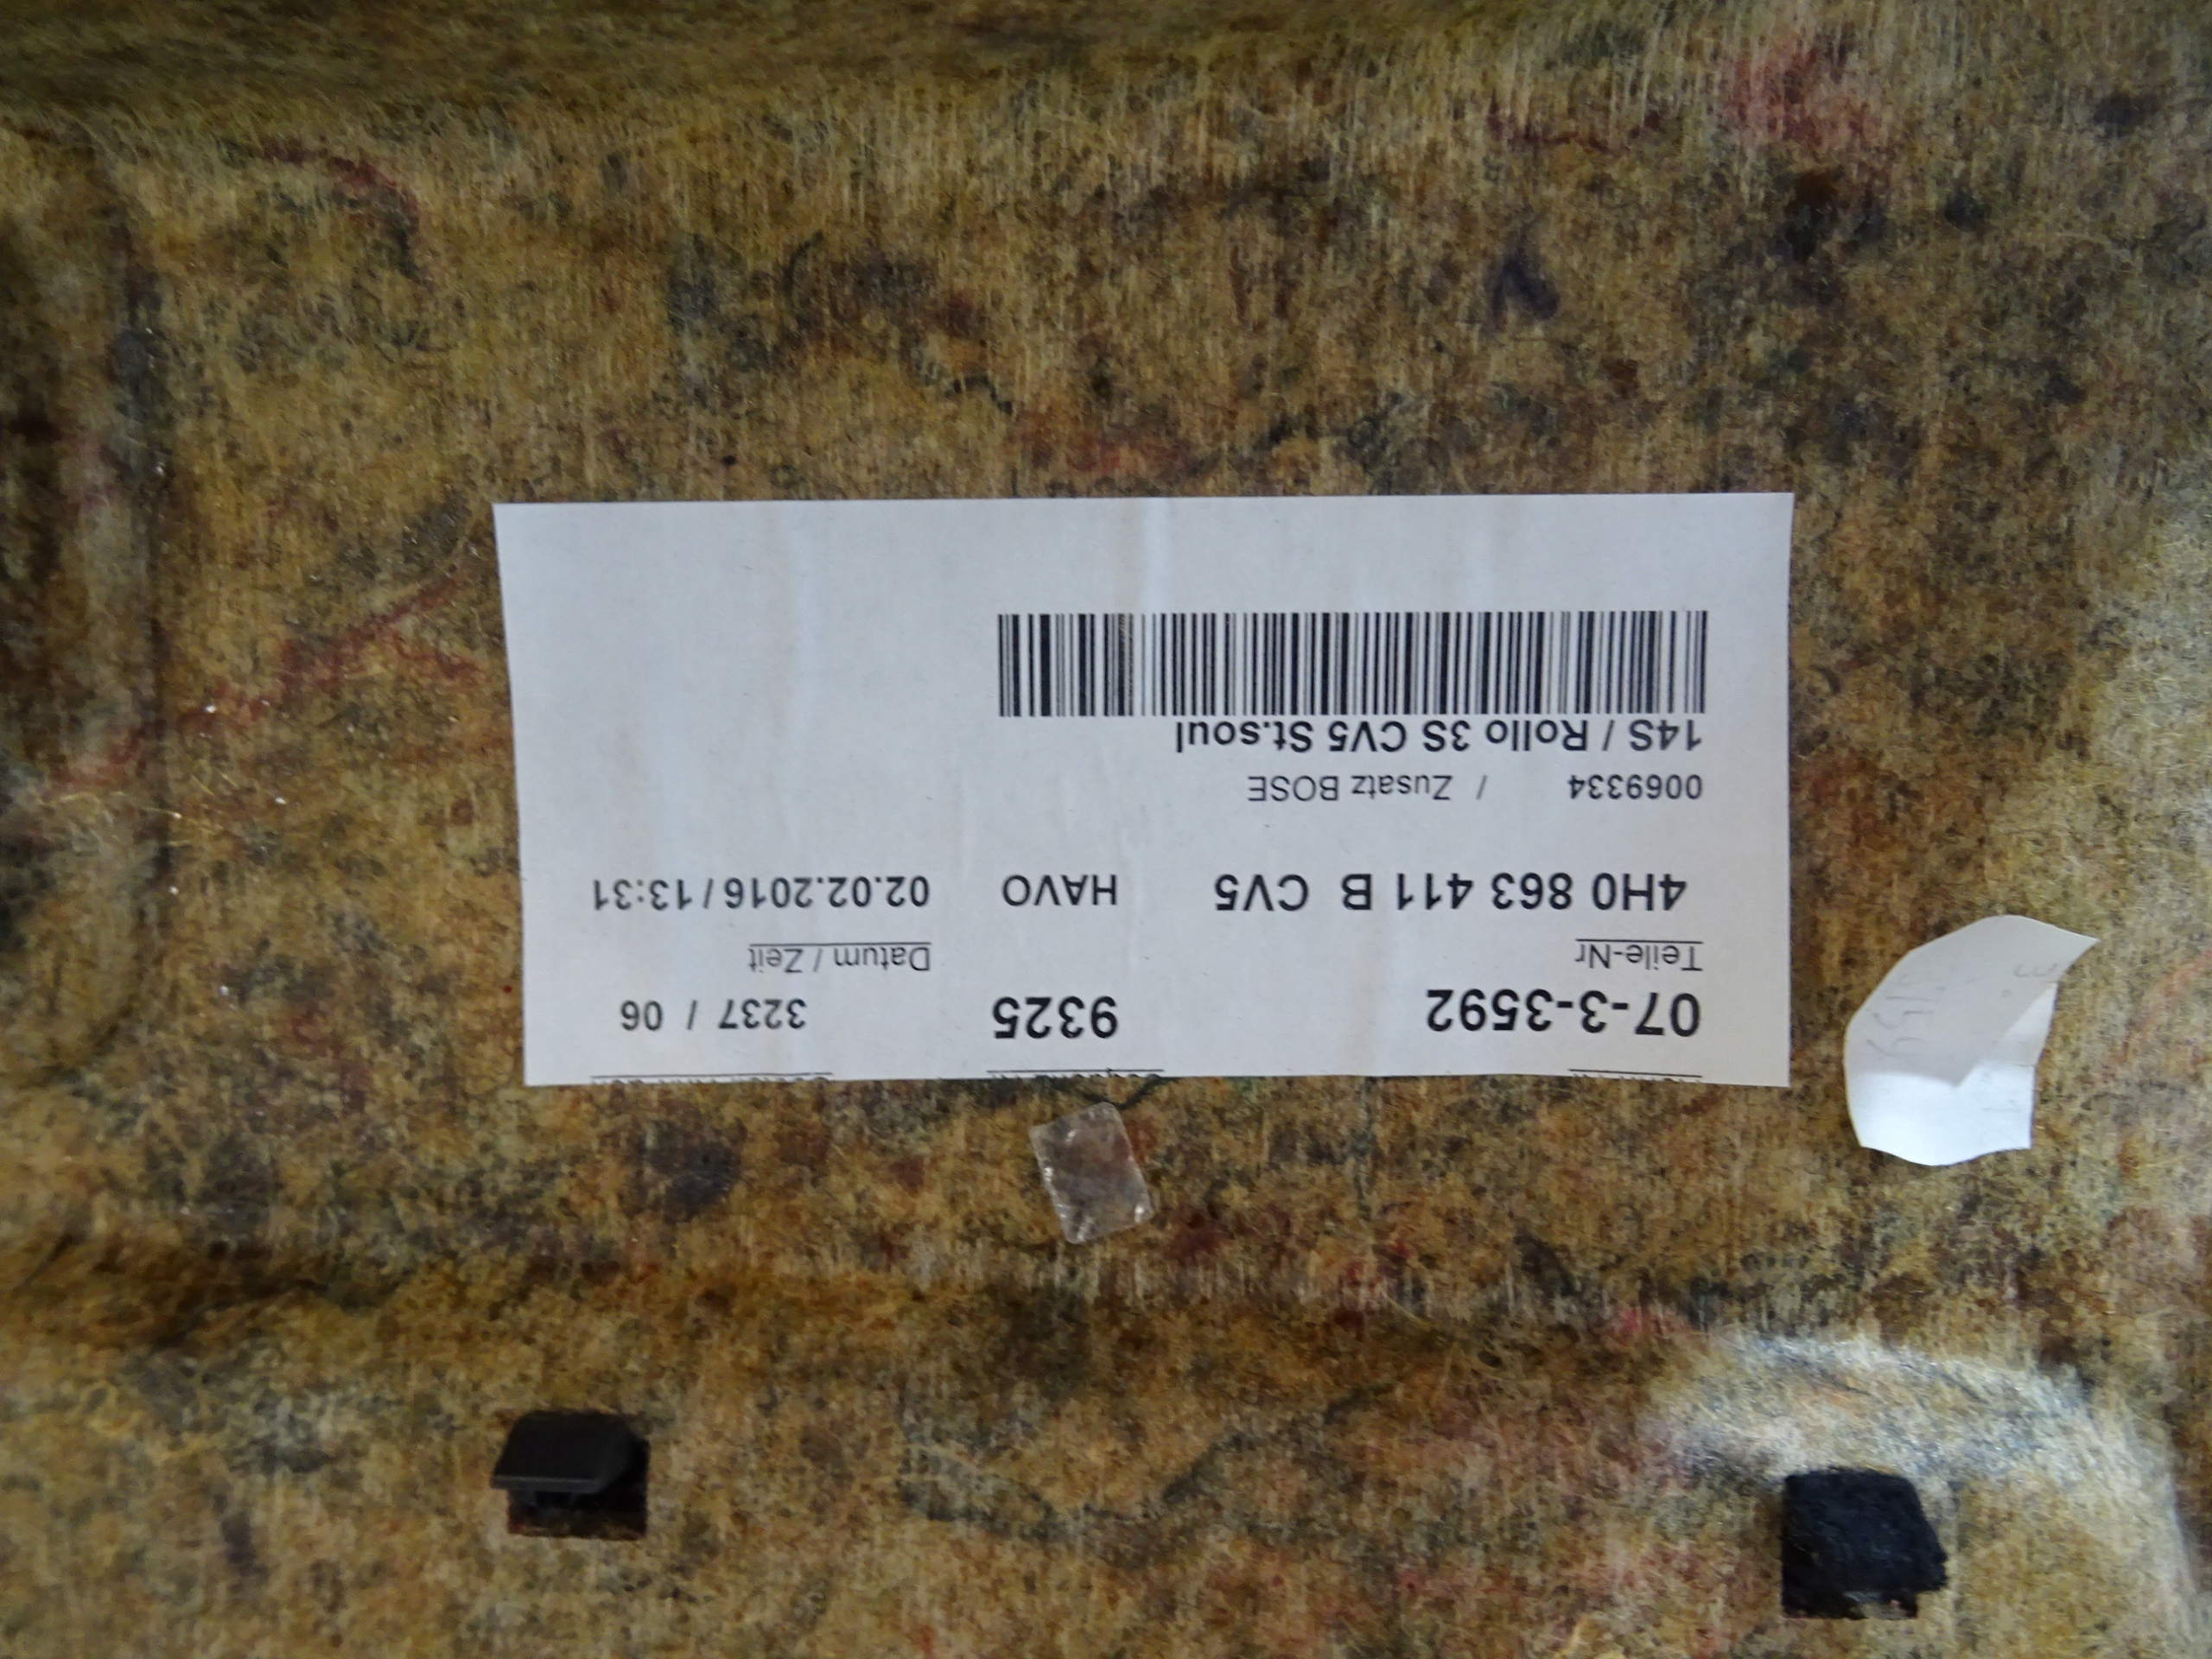 07-3-3592 9325 3237 / 06
Teile-Nr Datum / Zeit
4H0 863 411 B CV5 HAVO 02.02.2016 / 13:31
0069334 / Zusatz BOSE
14S / Rollo 3S CV5 St.soul